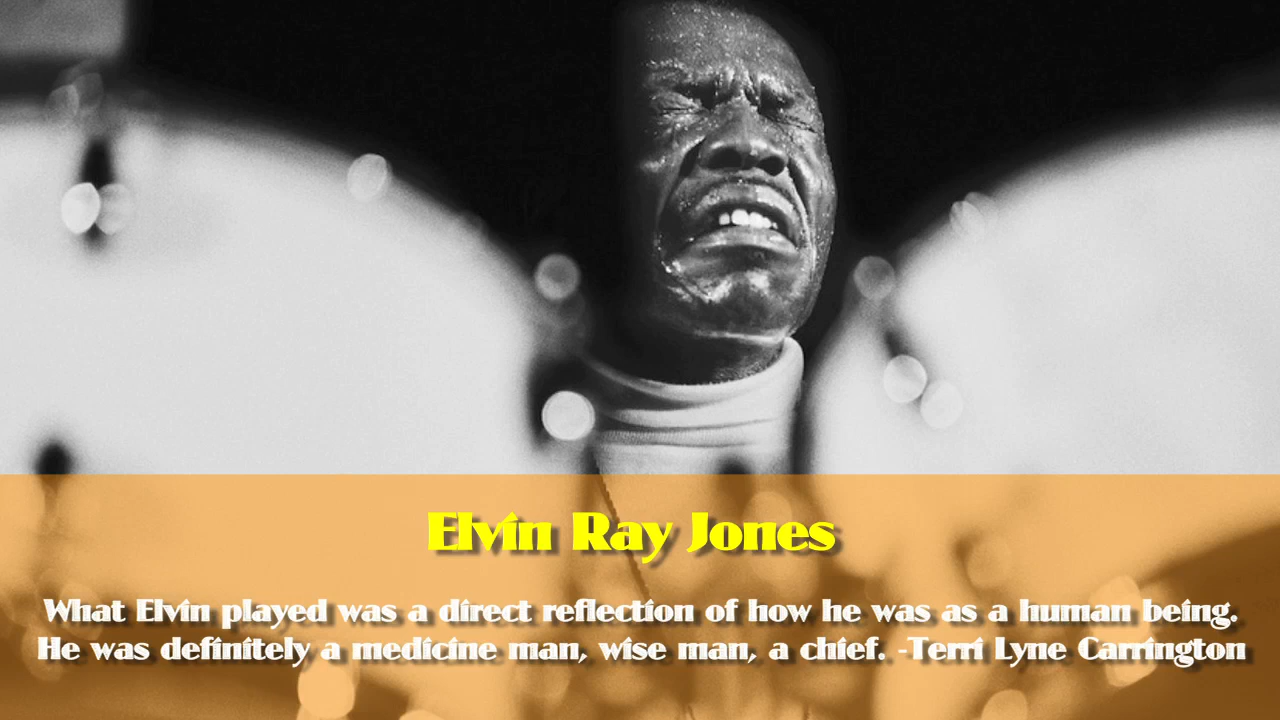 Elvin Ray Jones
What Elvin played was a direct reflection of how he was as a human being.
He was definitely a medicine man, wise man, a chief. -Terri Lyne Carrington